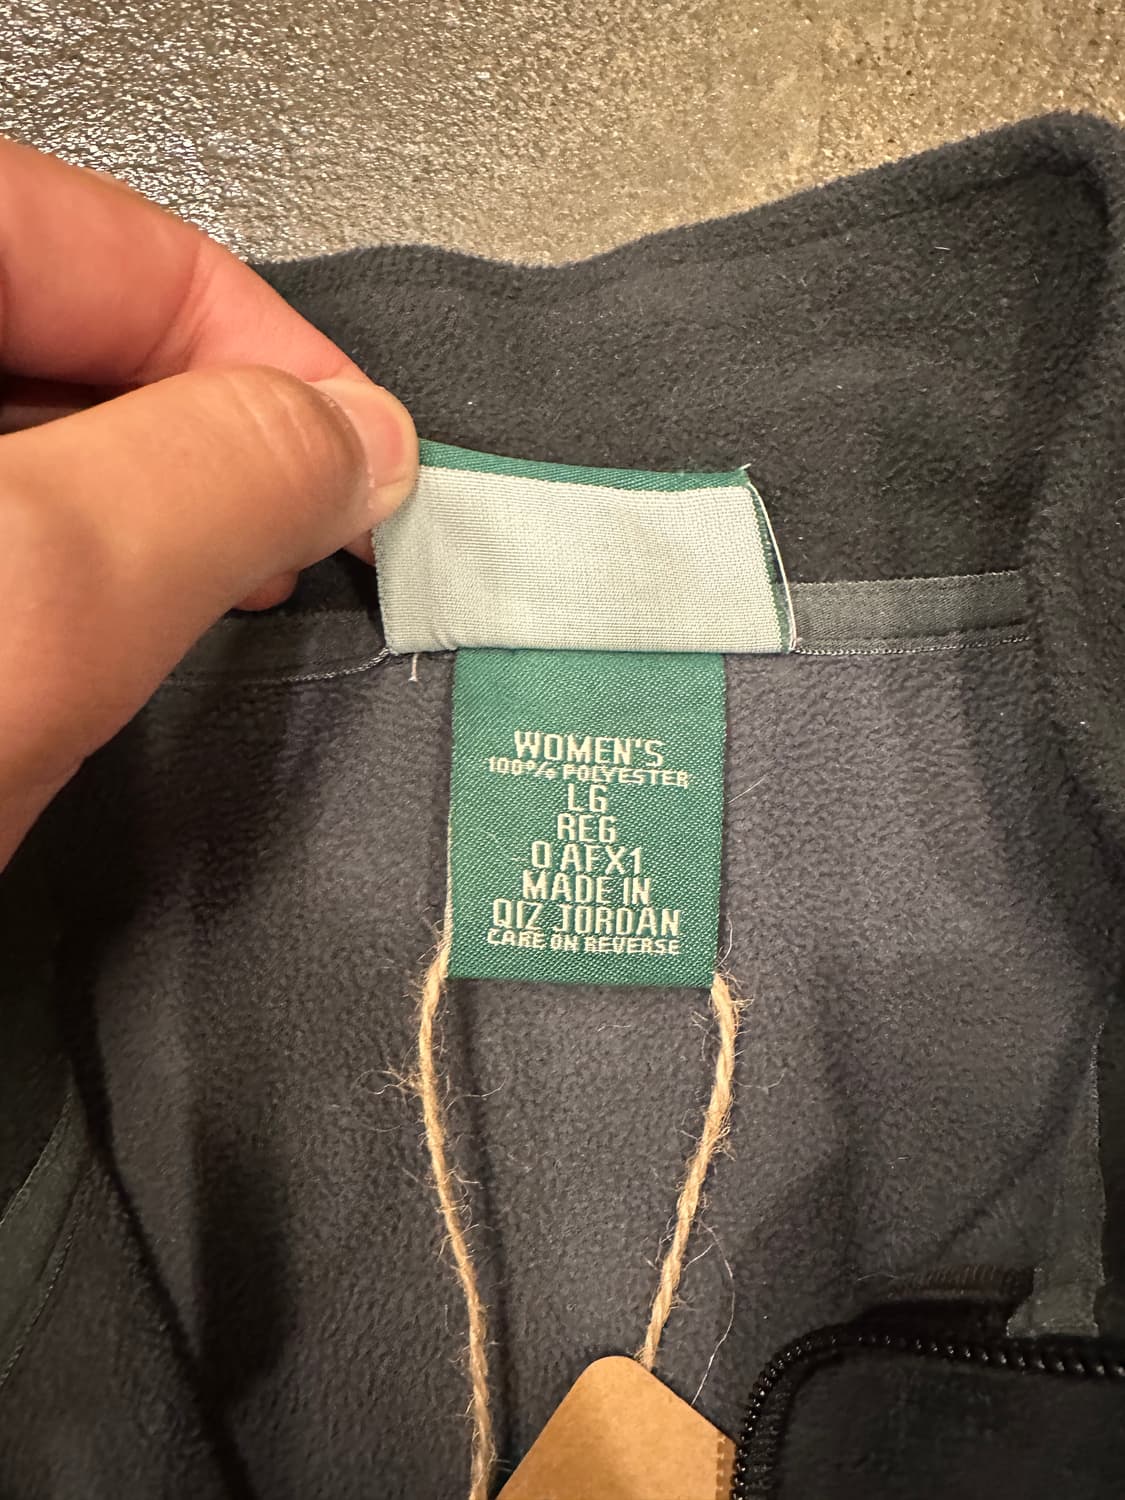 WOMEN'S
100% POLYESTER
LG
REG
0 AFX1
MADE IN
QIZ JORDAN
CARE ON REVERSE